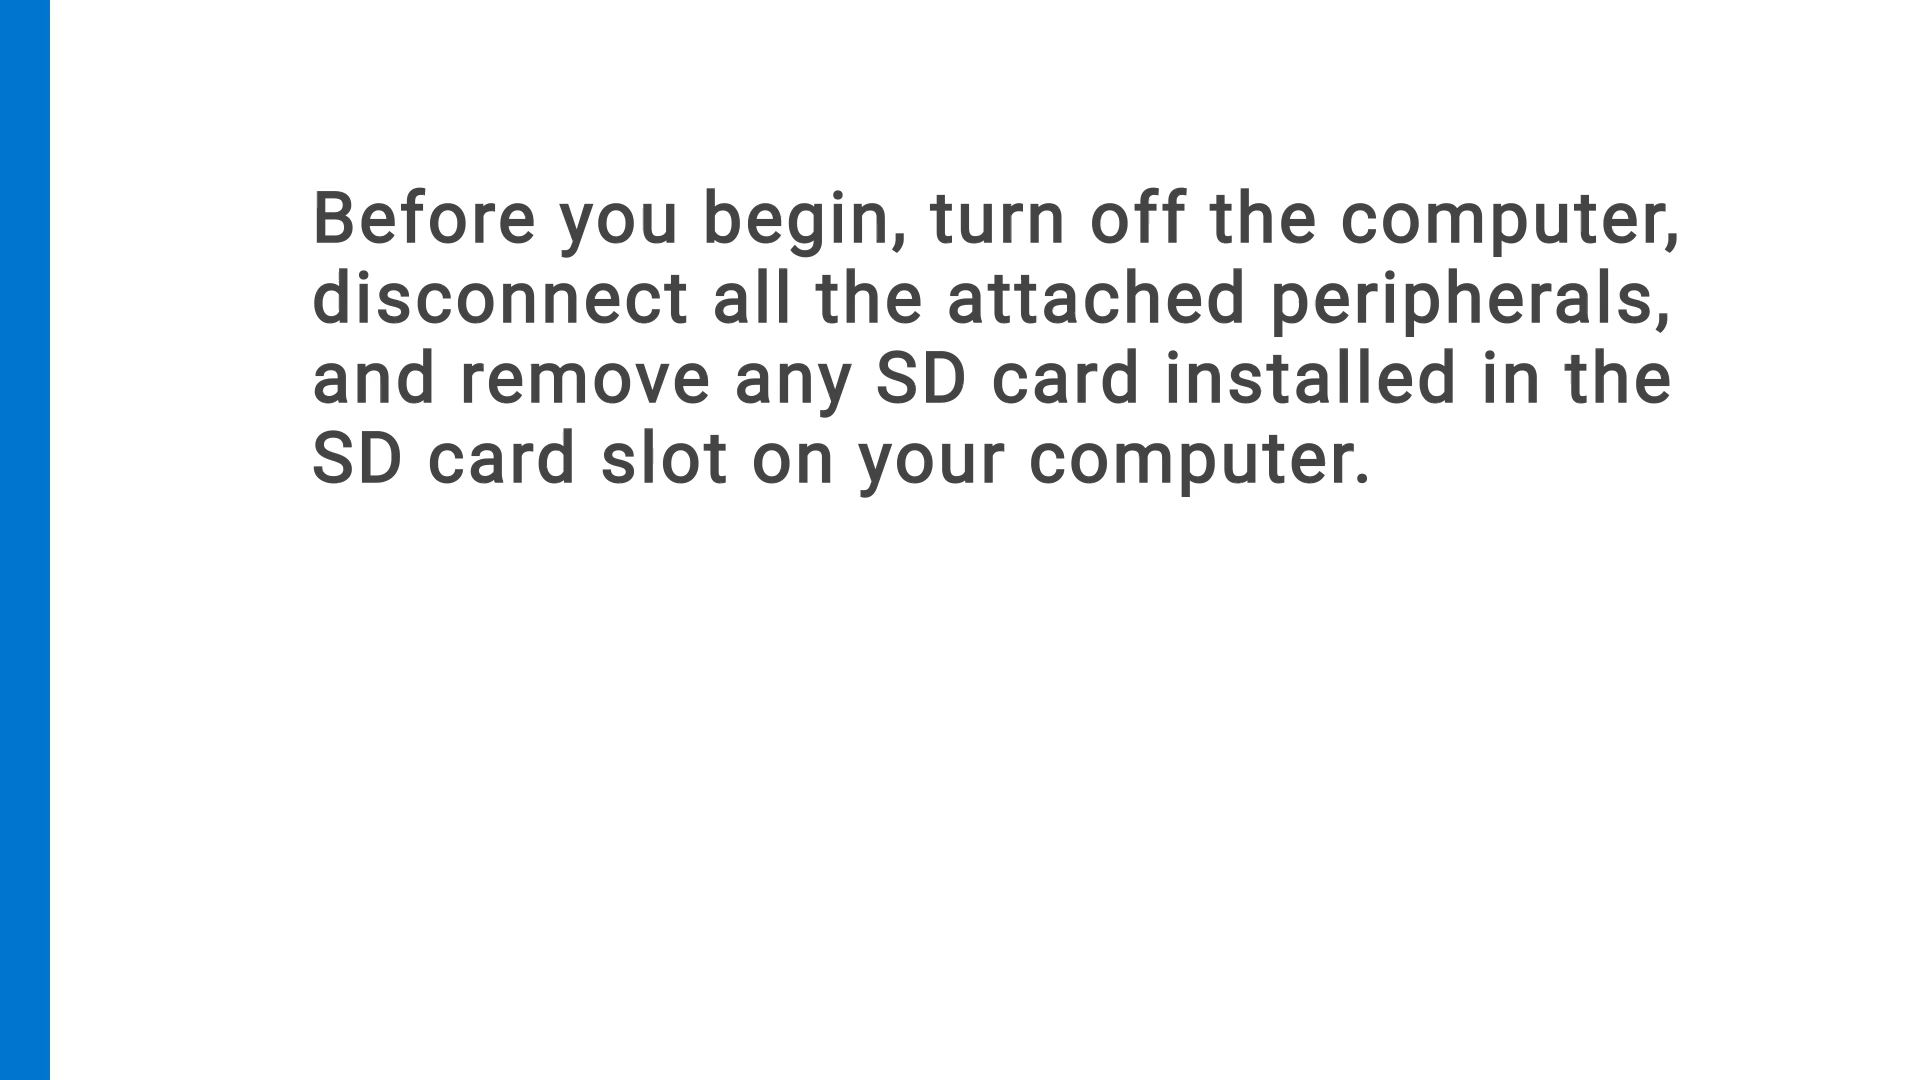 Before you begin, turn off the computer,
disconnect all the attached peripherals,
and remove any SD card installed in the
SD card slot on your computer.